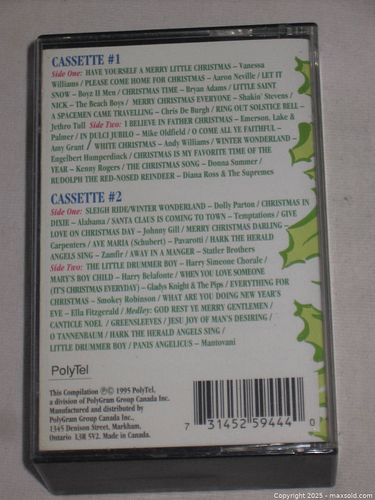 CASSETTE #1
Side One: HAVE YOURSELF A MERRY LITTLE CHRISTMAS – Vanessa
Williams / PLEASE COME HOME FOR CHRISTMAS – Aaron Neville / LET IT
SNOW – Boyz II Men / CHRISTMAS TIME – Bryan Adams / LITTLE SAINT
NICK – The Beach Boys / MERRY CHRISTMAS EVERYONE – Shakin' Stevens /
A SPACEMEN CAME TRAVELLING – Chris De Burgh / RING OUT SOLSTICE BELL –
Jethro Tull Side Two: I BELIEVE IN FATHER CHRISTMAS – Emerson, Lake &
Palmer / IN DULCI JUBILO – Mike Oldfield / O COME ALL YE FAITHFUL –
Amy Grant / WHITE CHRISTMAS – Andy Williams / WINTER WONDERLAND –
Engelbert Humperdinck / CHRISTMAS IS MY FAVORITE TIME OF THE
YEAR – Kenny Rogers / THE CHRISTMAS SONG – Donna Summer /
RUDOLPH THE RED-NOSED REINDEER – Diana Ross & The Supremes
CASSETTE #2
Side One: SLEIGH RIDE/WINTER WONDERLAND – Dolly Parton / CHRISTMAS IN
DIXIE – Alabama / SANTA CLAUS IS COMING TO TOWN – Temptations / GIVE
LOVE ON CHRISTMAS DAY – Johnny Gill / MERRY CHRISTMAS DARLING –
Carpenters / AVE MARIA (Schubert) – Pavarotti / HARK THE HERALD
ANGELS SING – Zamfir / AWAY IN A MANGER – Statler Brothers
Side Two: THE LITTLE DRUMMER BOY – Harry Simeone Chorale /
MARY'S BOY CHILD – Harry Belafonte / WHEN YOU LOVE SOMEONE
(IT'S CHRISTMAS EVERYDAY) – Gladys Knight & The Pips / EVERYTHING FOR
CHRISTMAS – Smokey Robinson / WHAT ARE YOU DOING NEW YEAR'S
EVE – Ella Fitzgerald / Medley: GOD REST YE MERRY GENTLEMEN /
CANTICLE NOEL / GREENSLEEVES / JESU JOY OF MAN'S DESIRING /
O TANNENBAUM / HARK THE HERALD ANGELS SING /
LITTLE DRUMMER BOY / PANIS ANGELICUS – Mantovani
PolyTel
This Compilation ℗ © 1995 PolyTel,
a division of PolyGram Group Canada Inc.
Manufactured and distributed by
PolyGram Group Canada Inc.,
1345 Denison Street, Markham,
Ontario L3R 5V2. Made in Canada.
7 31452 59444 0
Copyright 2025 - maxsold.com